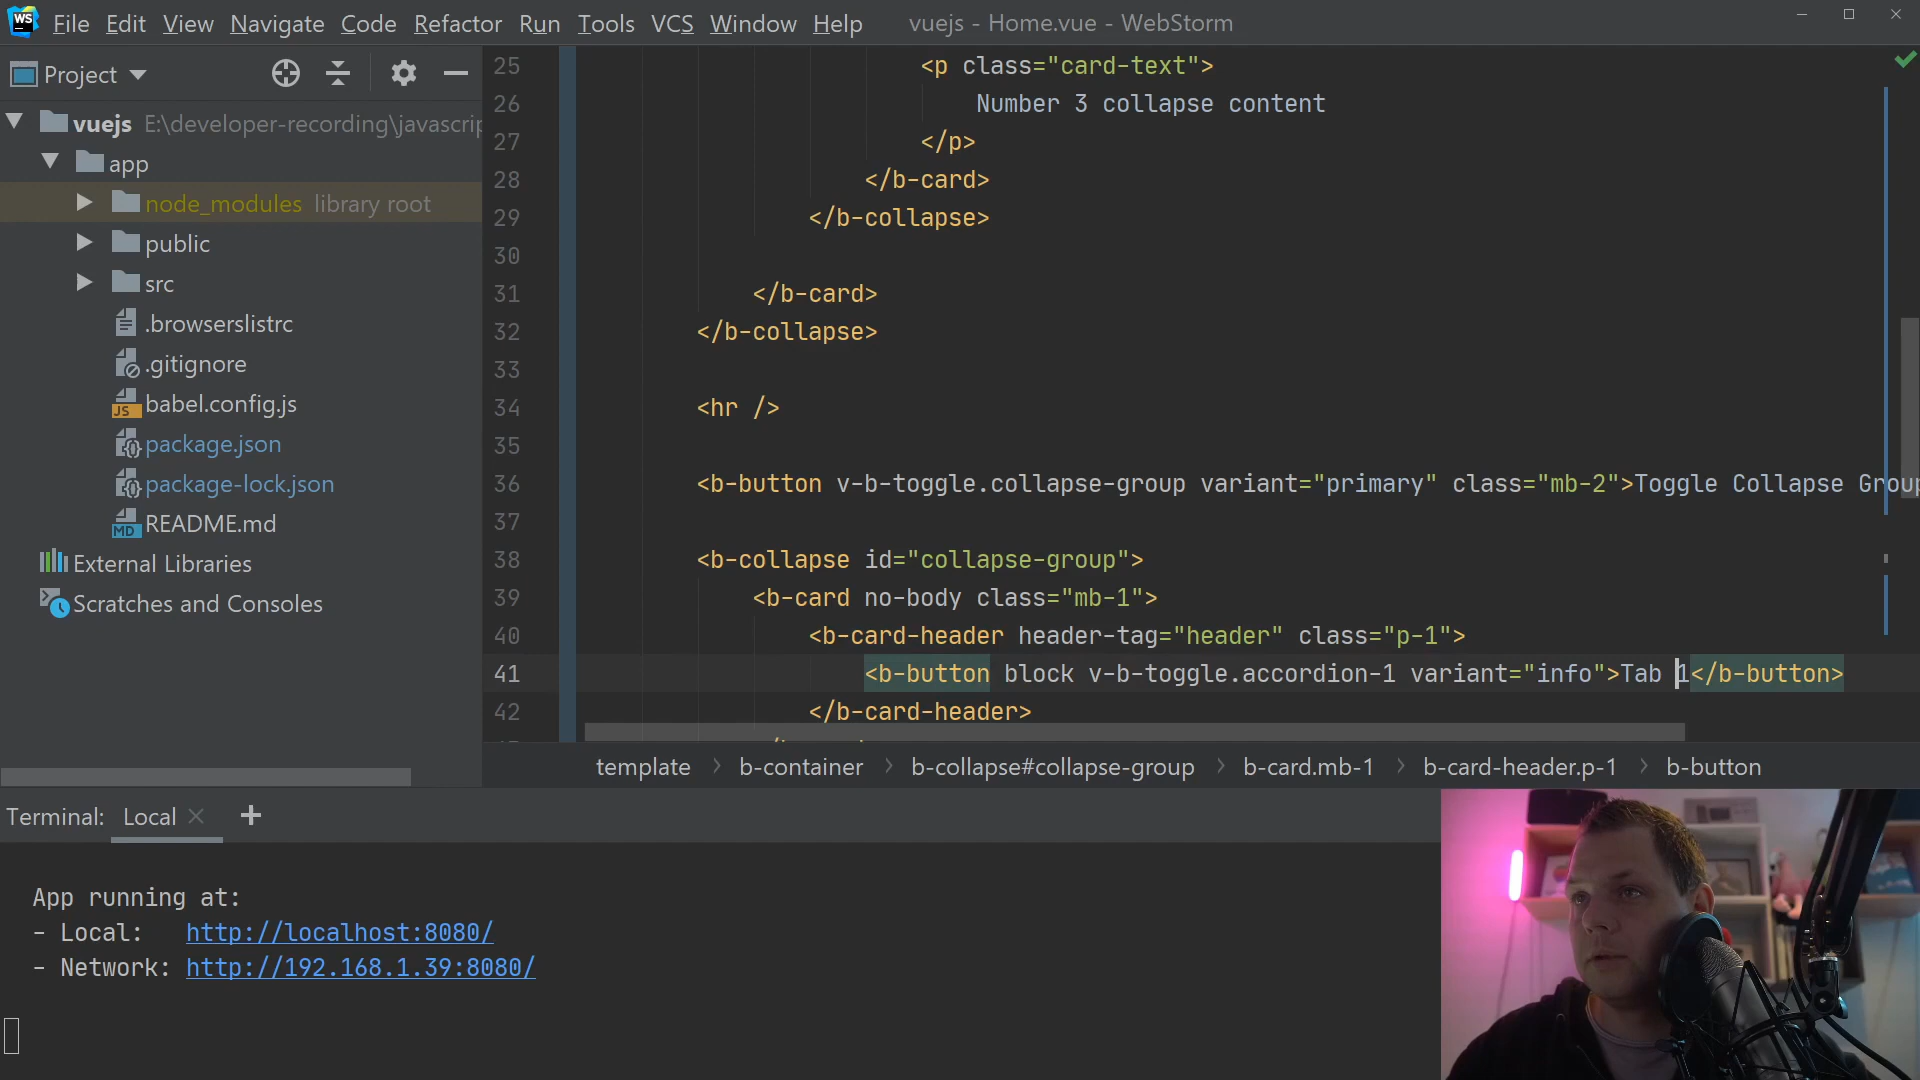 WS File Edit View Navigate Code Refactor Run Tools VCS Window Help vuejs - Home.vue - WebStorm
Project
vuejs E:\developer-recording\javascrip
app
node_modules library root
public
src
.browserslistrc
.gitignore
JS babel.config.js
package.json
package-lock.json
MD README.md
External Libraries
Scratches and Consoles
25 <p class="card-text">
26 Number 3 collapse content
27 </p>
28 </b-card>
29 </b-collapse>
30
31 </b-card>
32 </b-collapse>
33
34 <hr />
35
36 <b-button v-b-toggle.collapse-group variant="primary" class="mb-2">Toggle Collapse Group
37
38 <b-collapse id="collapse-group">
39 <b-card no-body class="mb-1">
40 <b-card-header header-tag="header" class="p-1">
41 <b-button block v-b-toggle.accordion-1 variant="info">Tab 1</b-button>
42 </b-card-header>
template > b-container > b-collapse#collapse-group > b-card.mb-1 > b-card-header.p-1 > b-button
Terminal: Local × +
App running at:
- Local: http://localhost:8080/
- Network: http://192.168.1.39:8080/